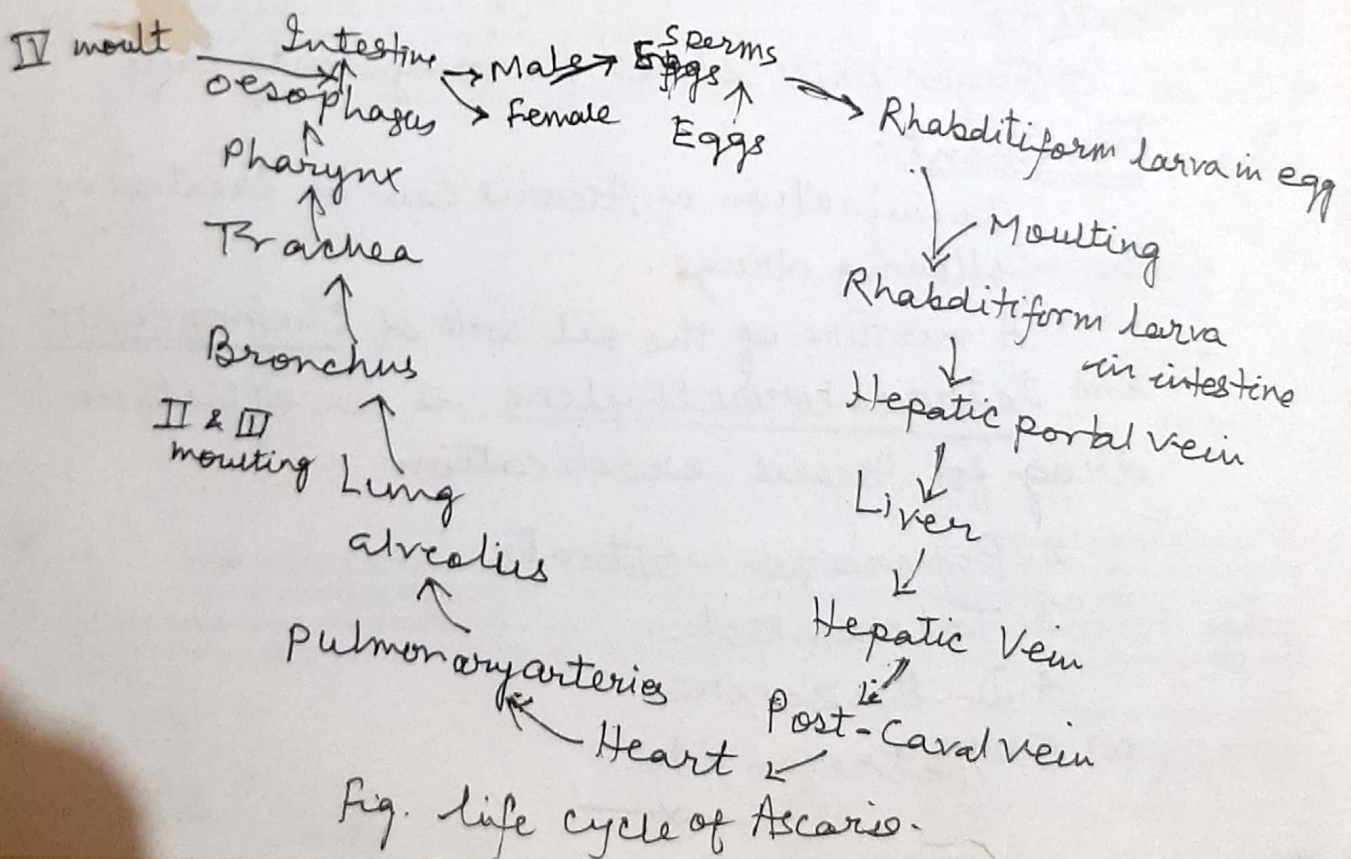 IV moult
Intestine → Male → Sperms
Oesophagus → Female
Eggs
Pharynx
Trachea
Bronchus
II & III
moulting
Lung
alveolus
Pulmonary arteries
Heart
Rhabditiform larva in egg
Moulting
Rhabditiform larva
in intestine
Hepatic portal vein
Liver
Hepatic Vein
Post-Caval vein
Fig. life cycle of Ascaris.